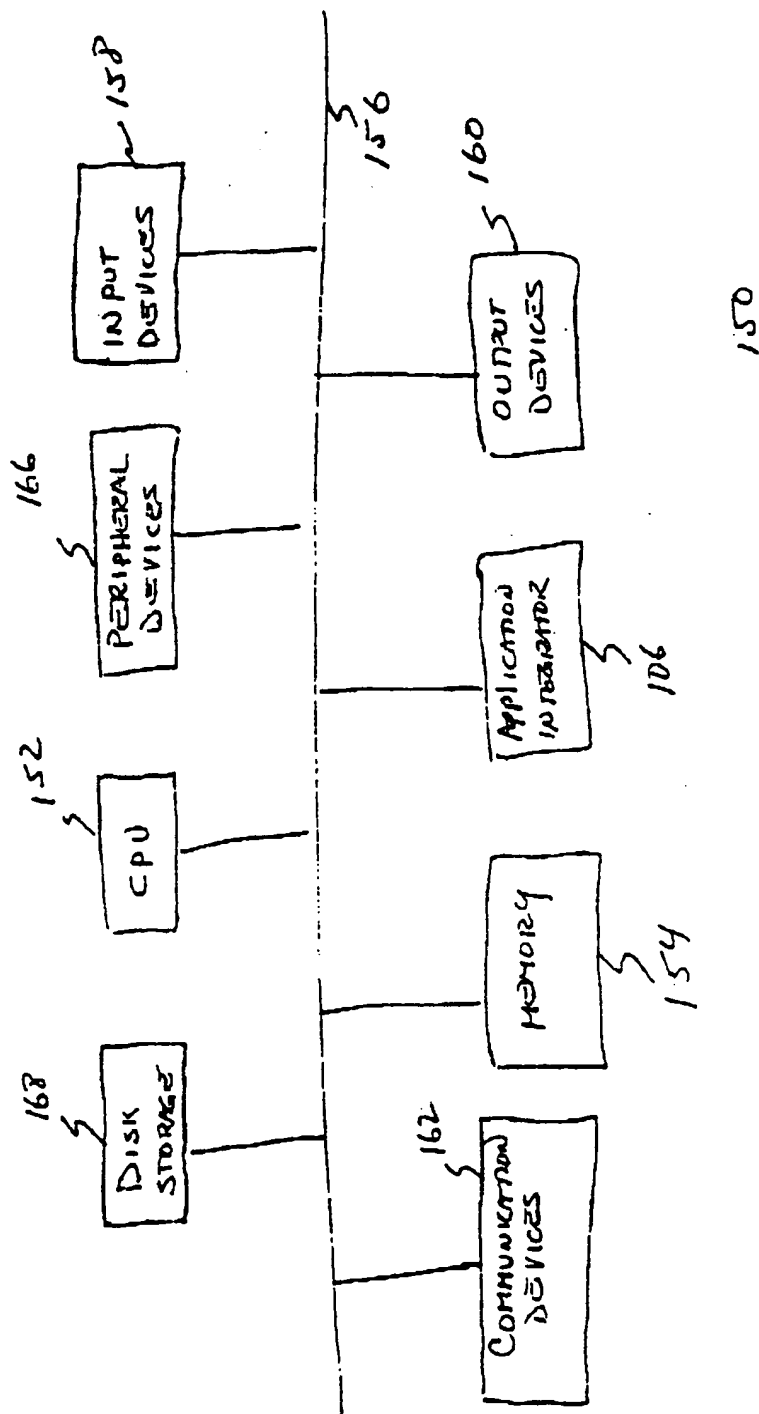 168
DISK
STORAGE
152
CPU
166
PERIPHERAL
DEVICES
158
INPUT
DEVICES
156
162
COMMUNICATION
DEVICES
MEMORY
154
APPLICATION
INTEGRATOR
106
160
OUTPUT
DEVICES
150